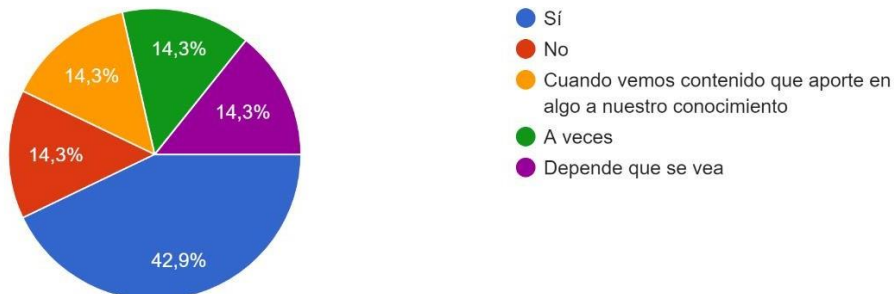 14,3%
14,3%
14,3%
14,3%
42,9%
Sí
No
Cuando vemos contenido que aporte en
algo a nuestro conocimiento
A veces
Depende que se vea